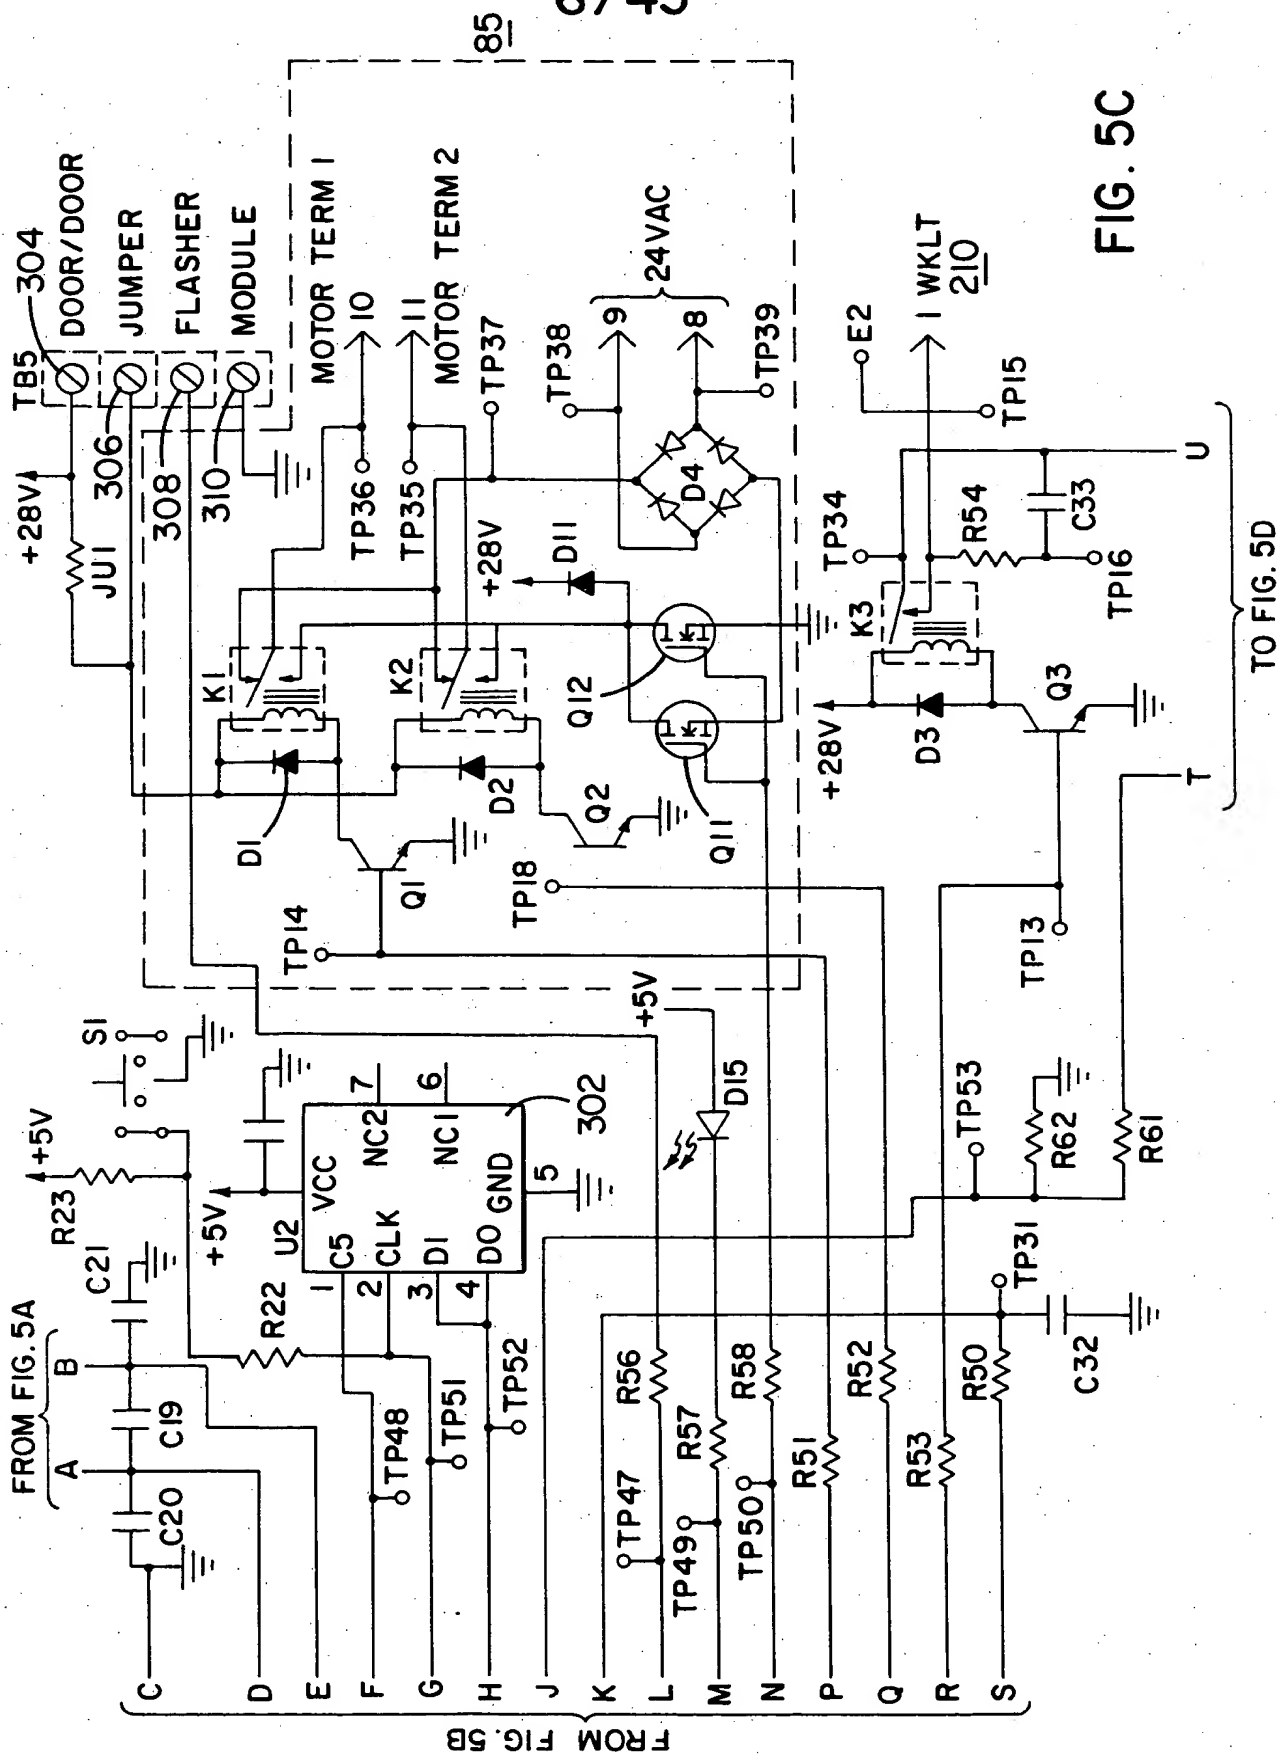 6/45
85
TB5
304
DOOR/DOOR
JUMPER
FLASHER
MODULE
+28V
JU1
306
308
310
MOTOR TERM 1
10
TP36
11
MOTOR TERM 2
TP35
TP37
K1
K2
D1
D2
Q1
Q2
+28V
D11
Q12
Q11
D4
TP38
9
8
24VAC
TP39
TP14
TP18
FROM FIG. 5A
A
B
C20
C19
C21
R23
+5V
S1
R22
+5V
U2
VCC
1
C5
2
CLK
3
D1
4
DO
NC2
7
NC1
6
GND
5
302
TP48
TP51
TP52
FROM FIG. 5B
C
D
E
F
G
H
J
K
L
M
N
P
Q
R
S
TP47
R56
TP49
R57
D15
+5V
TP50
R58
R51
R52
R53
R50
TP31
C32
TP53
R62
R61
TP13
Q3
D3
+28V
K3
TP34
R54
C33
TP16
E2
TP15
1 WKLT
210
T
U
TO FIG. 5D
FIG. 5C